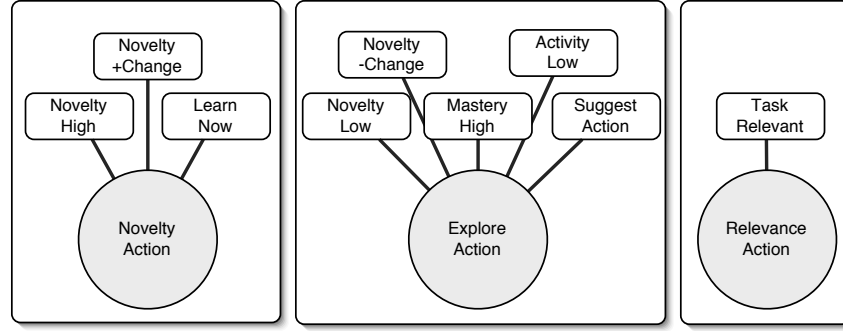 Novelty
+Change
Novelty
High
Learn
Now
Novelty
Action
Novelty
-Change
Activity
Low
Novelty
Low
Mastery
High
Suggest
Action
Explore
Action
Task
Relevant
Relevance
Action